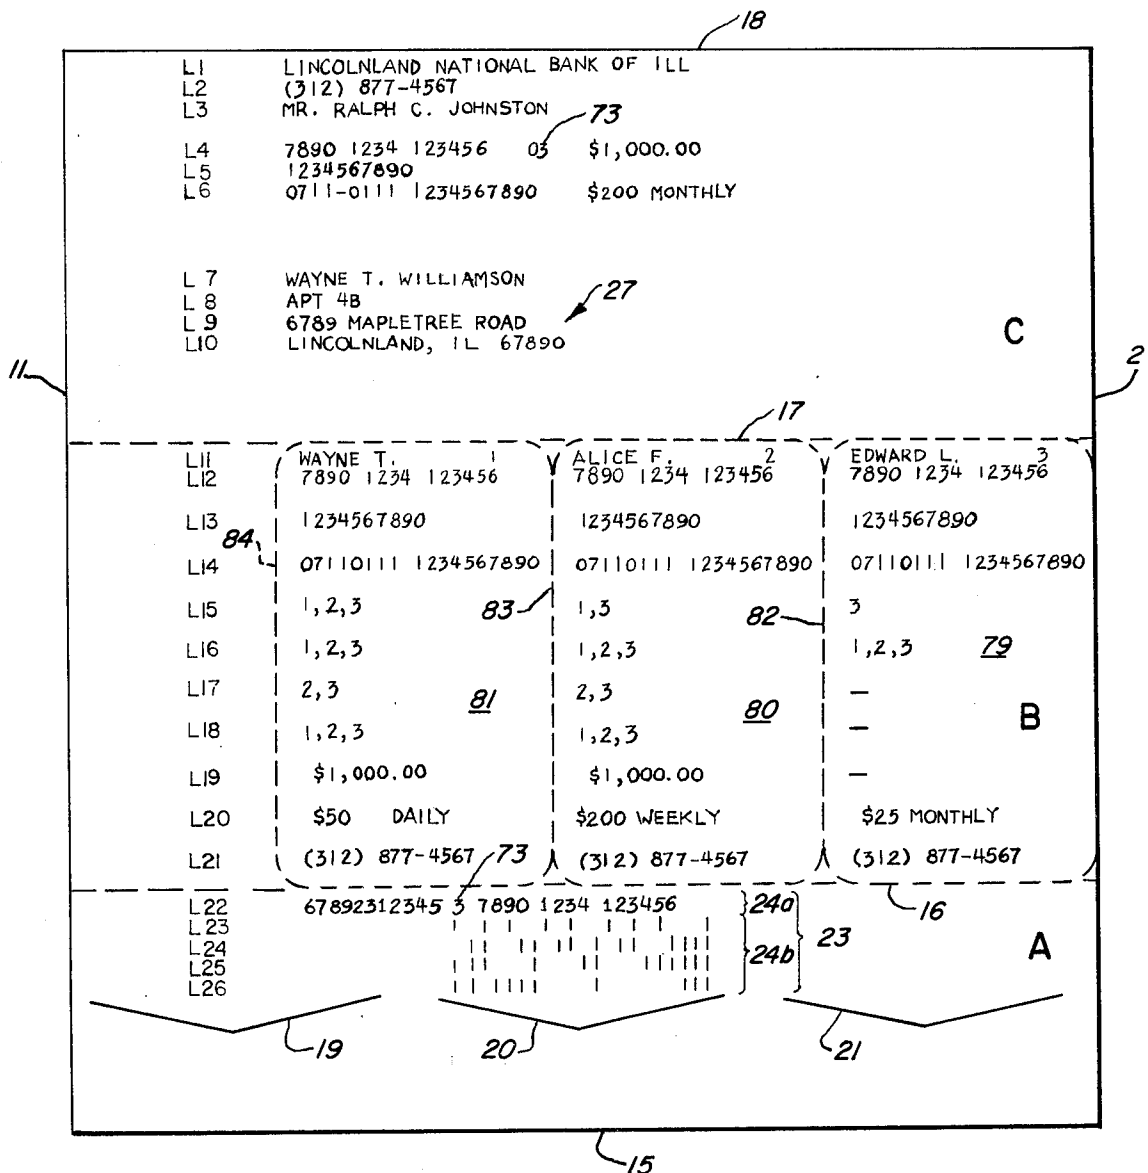 18
L1 LINCOLNLAND NATIONAL BANK OF ILL
L2 (312) 877-4567
L3 MR. RALPH C. JOHNSTON
73
L4 7890 1234 123456 03 $1,000.00
L5 1234567890
L6 0711-0111 1234567890 $200 MONTHLY
L7 WAYNE T. WILLIAMSON
L8 APT 4B
27
L9 6789 MAPLETREE ROAD
L10 LINCOLNLAND, IL 67890
C
11
2
17
L11 WAYNE T. 1 ALICE F. 2 EDWARD L. 3
L12 7890 1234 123456 7890 1234 123456 7890 1234 123456
L13 1234567890 1234567890 1234567890
84
L14 07110111 1234567890 07110111 1234567890 07110111 1234567890
L15 1,2,3 83 1,3 82 3
L16 1,2,3 1,2,3 1,2,3 79
L17 2,3 81 2,3 80 —
B
L18 1,2,3 1,2,3 —
L19 $1,000.00 $1,000.00 —
L20 $50 DAILY $200 WEEKLY $25 MONTHLY
L21 (312) 877-4567 73 (312) 877-4567 (312) 877-4567
L22 67892312345 3 7890 1234 123456 24a 16
L23
23
L24 24b A
L25
L26
19 20 21
15